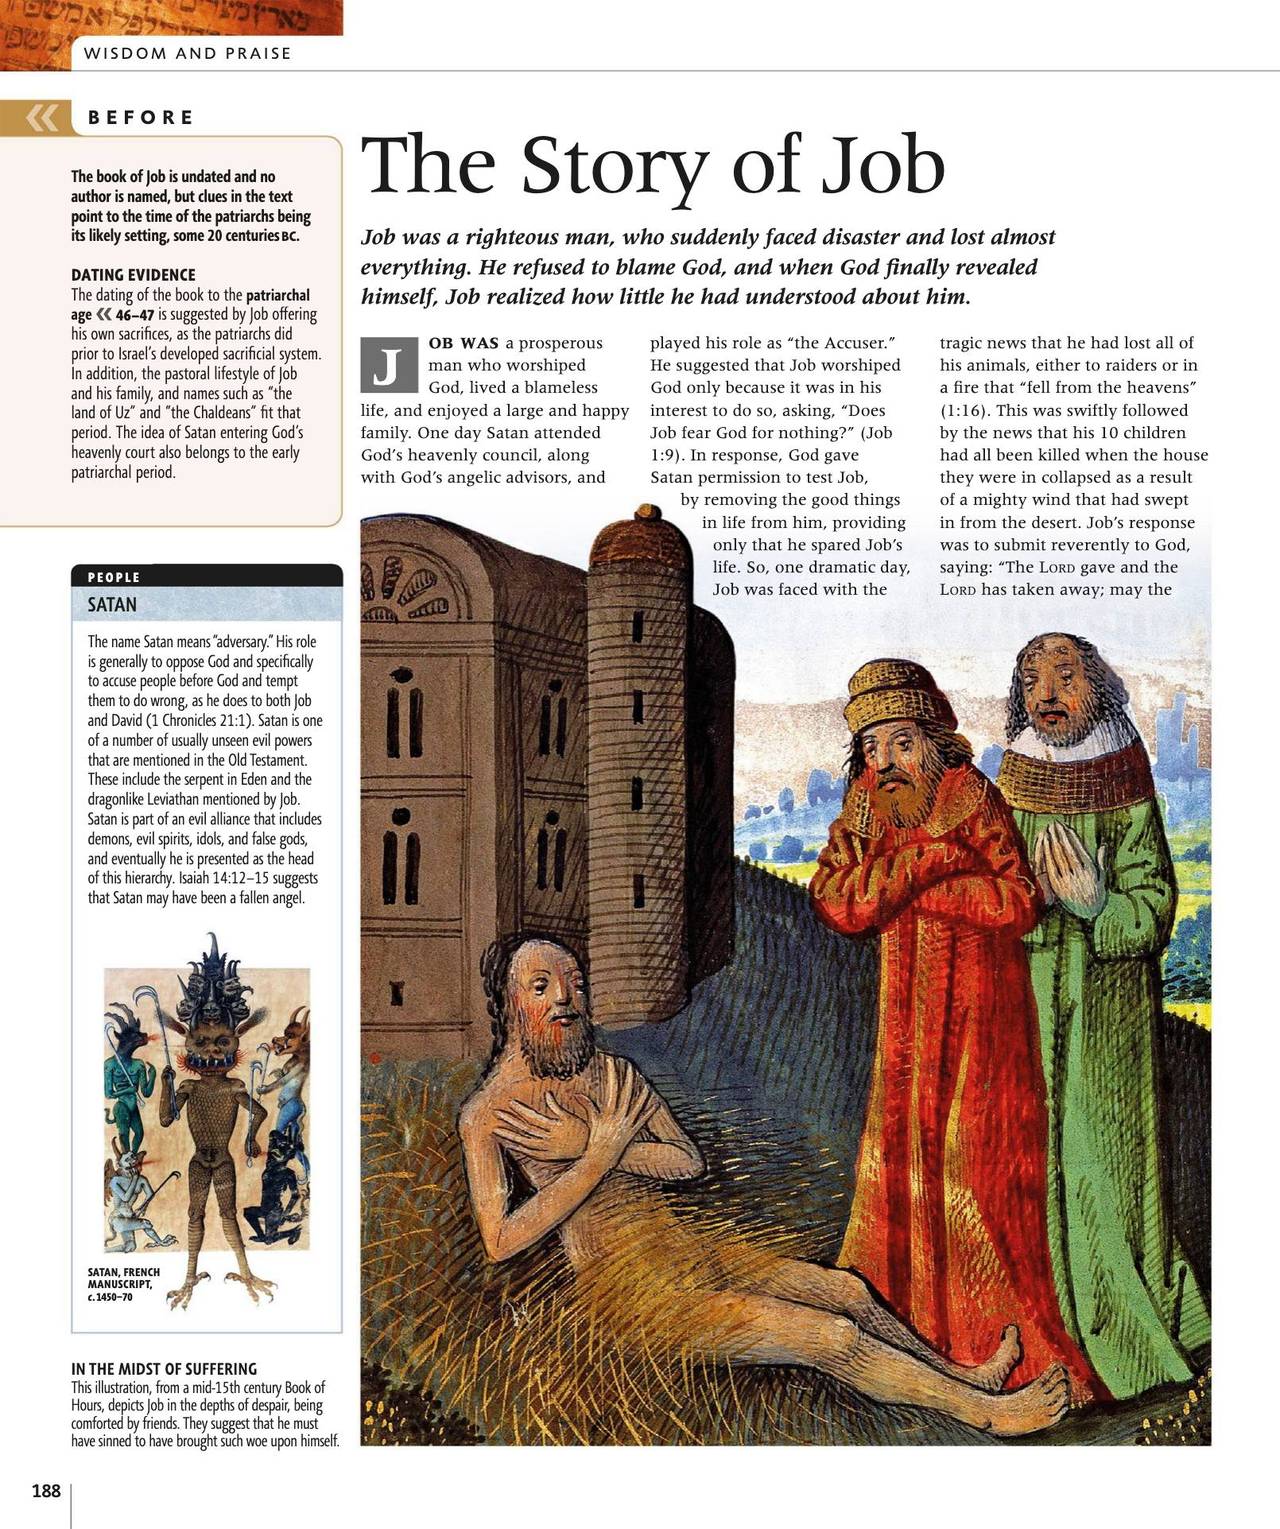 WISDOM AND PRAISE
BEFORE
The book of Job is undated and no
author is named, but clues in the text
point to the time of the patriarchs being
its likely setting, some 20 centuries BC.
DATING EVIDENCE
The dating of the book to the patriarchal
age « 46–47 is suggested by Job offering
his own sacrifices, as the patriarchs did
prior to Israel's developed sacrificial system.
In addition, the pastoral lifestyle of Job
and his family, and names such as "the
land of Uz" and "the Chaldeans" fit that
period. The idea of Satan entering God's
heavenly court also belongs to the early
patriarchal period.
The Story of Job
Job was a righteous man, who suddenly faced disaster and lost almost
everything. He refused to blame God, and when God finally revealed
himself, Job realized how little he had understood about him.
JOB WAS a prosperous
man who worshiped
God, lived a blameless
life, and enjoyed a large and happy
family. One day Satan attended
God's heavenly council, along
with God's angelic advisors, and
played his role as "the Accuser."
He suggested that Job worshiped
God only because it was in his
interest to do so, asking, "Does
Job fear God for nothing?" (Job
1:9). In response, God gave
Satan permission to test Job,
by removing the good things
in life from him, providing
only that he spared Job's
life. So, one dramatic day,
Job was faced with the
tragic news that he had lost all of
his animals, either to raiders or in
a fire that "fell from the heavens"
(1:16). This was swiftly followed
by the news that his 10 children
had all been killed when the house
they were in collapsed as a result
of a mighty wind that had swept
in from the desert. Job's response
was to submit reverently to God,
saying: "The LORD gave and the
LORD has taken away; may the
PEOPLE
SATAN
The name Satan means "adversary." His role
is generally to oppose God and specifically
to accuse people before God and tempt
them to do wrong, as he does to both Job
and David (1 Chronicles 21:1). Satan is one
of a number of usually unseen evil powers
that are mentioned in the Old Testament.
These include the serpent in Eden and the
dragonlike Leviathan mentioned by Job.
Satan is part of an evil alliance that includes
demons, evil spirits, idols, and false gods,
and eventually he is presented as the head
of this hierarchy. Isaiah 14:12–15 suggests
that Satan may have been a fallen angel.
SATAN, FRENCH
MANUSCRIPT,
c.1450–70
IN THE MIDST OF SUFFERING
This illustration, from a mid-15th century Book of
Hours, depicts Job in the depths of despair, being
comforted by friends. They suggest that he must
have sinned to have brought such woe upon himself.
188